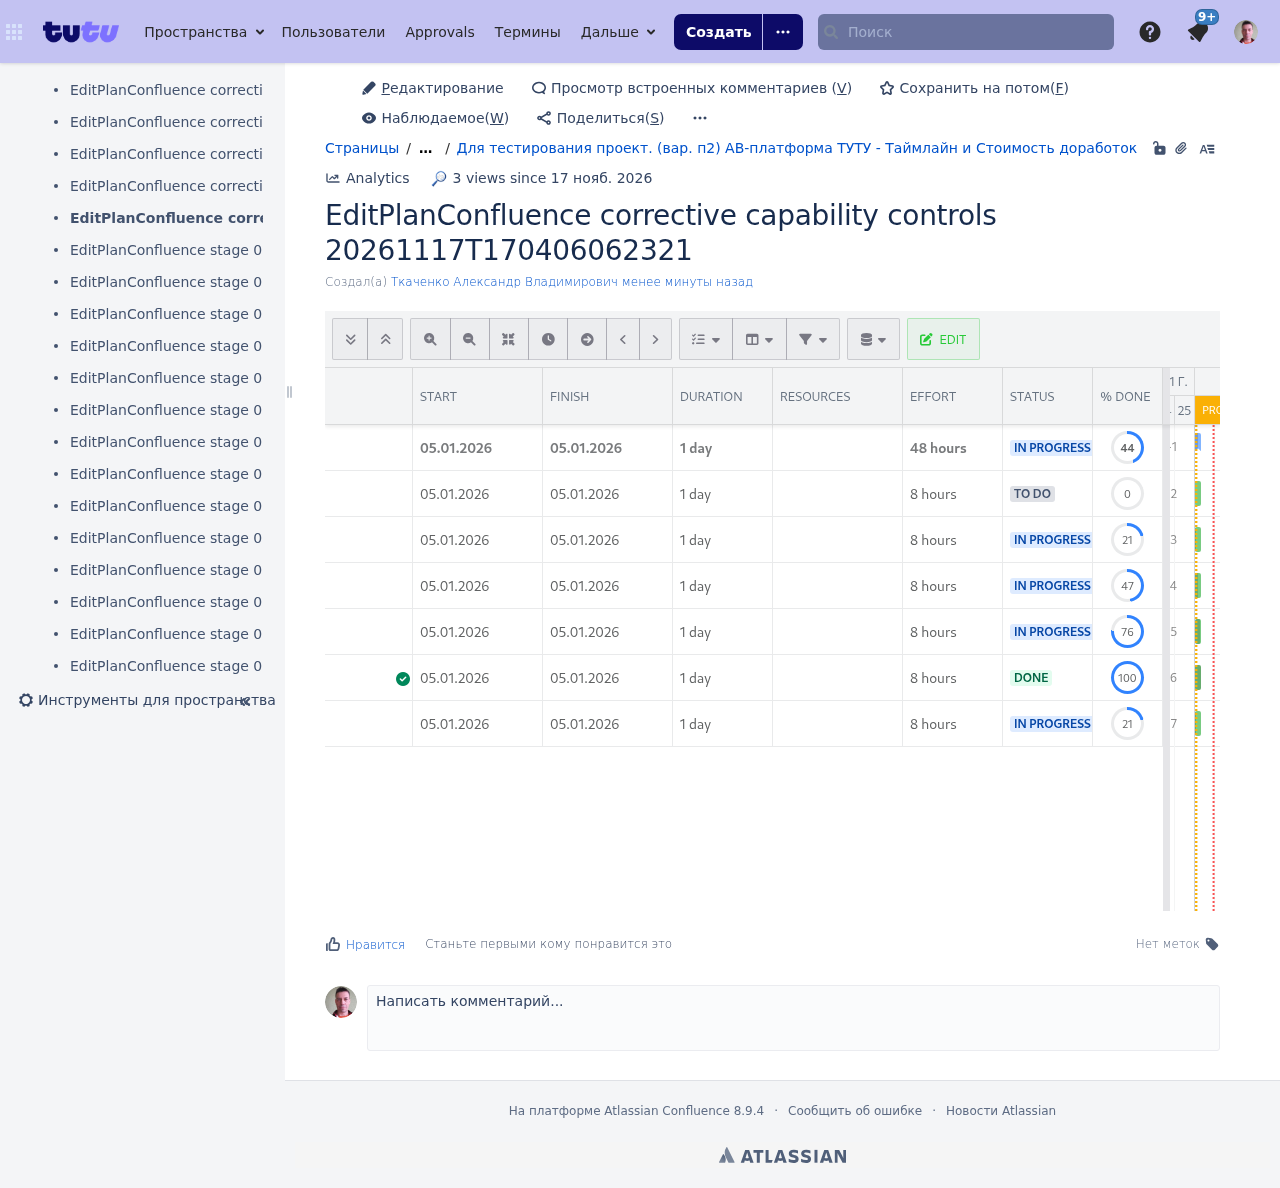 tutu Пространства Пользователи Approvals Термины Дальше Создать Поиск 9+
EditPlanConfluence correcti
EditPlanConfluence correcti
EditPlanConfluence correcti
EditPlanConfluence correcti
EditPlanConfluence corre
EditPlanConfluence stage 0
EditPlanConfluence stage 0
EditPlanConfluence stage 0
EditPlanConfluence stage 0
EditPlanConfluence stage 0
EditPlanConfluence stage 0
EditPlanConfluence stage 0
EditPlanConfluence stage 0
EditPlanConfluence stage 0
EditPlanConfluence stage 0
EditPlanConfluence stage 0
EditPlanConfluence stage 0
EditPlanConfluence stage 0
EditPlanConfluence stage 0
Инструменты для пространства
Редактирование Просмотр встроенных комментариев (V) Сохранить на потом(F)
Наблюдаемое(W) Поделиться(S) ...
Страницы / ... / Для тестирования проект. (вар. п2) АВ-платформа ТУТУ - Таймлайн и Стоимость доработок
Analytics 3 views since 17 нояб. 2026
EditPlanConfluence corrective capability controls
20261117T170406062321
Создал(а) Ткаченко Александр Владимирович менее минуты назад
EDIT
START FINISH DURATION RESOURCES EFFORT STATUS % DONE 1 Г.
25 PRO
05.01.2026 05.01.2026 1 day 48 hours IN PROGRESS 44 -1
05.01.2026 05.01.2026 1 day 8 hours TO DO 0 2
05.01.2026 05.01.2026 1 day 8 hours IN PROGRESS 21 3
05.01.2026 05.01.2026 1 day 8 hours IN PROGRESS 47 4
05.01.2026 05.01.2026 1 day 8 hours IN PROGRESS 76 5
05.01.2026 05.01.2026 1 day 8 hours DONE 100 6
05.01.2026 05.01.2026 1 day 8 hours IN PROGRESS 21 7
Нравится Станьте первыми кому понравится это Нет меток
Написать комментарий...
На платформе Atlassian Confluence 8.9.4 · Сообщить об ошибке · Новости Atlassian
ATLASSIAN